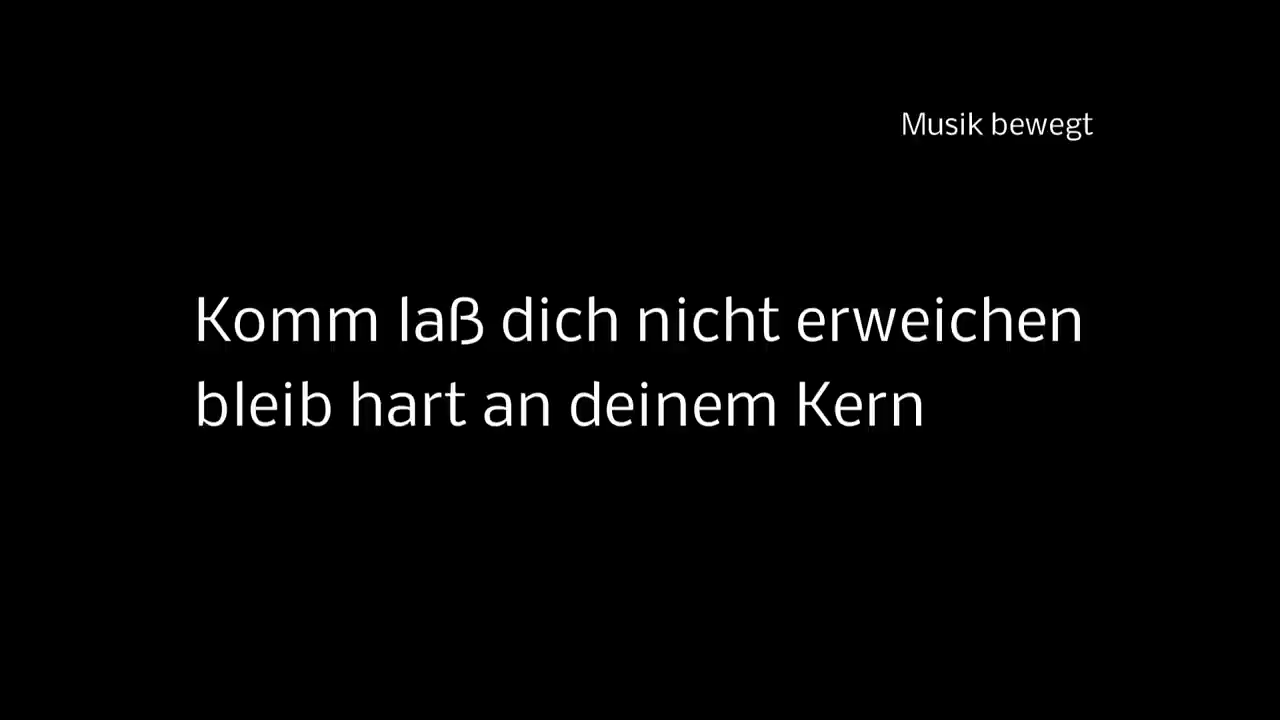 Musik bewegt
Komm laß dich nicht erweichen
bleib hart an deinem Kern